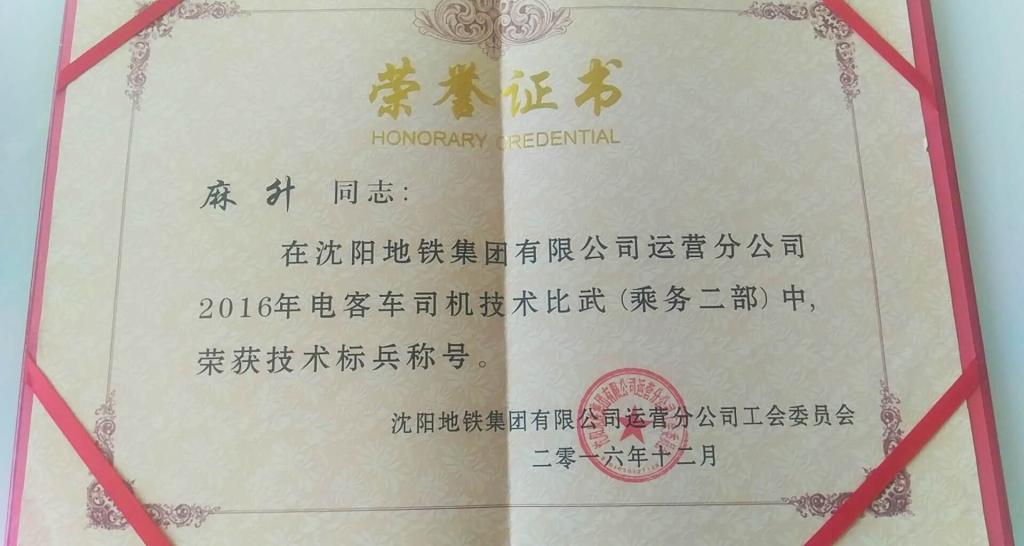 荣誉证书
HONORARY CREDENTIAL
麻升 同志：
在沈阳地铁集团有限公司运营分公司
2016年电客车司机技术比武(乘务二部)中,
荣获技术标兵称号。
沈阳地铁集团有限公司运营分公司工会委员会
二零一六年十二月